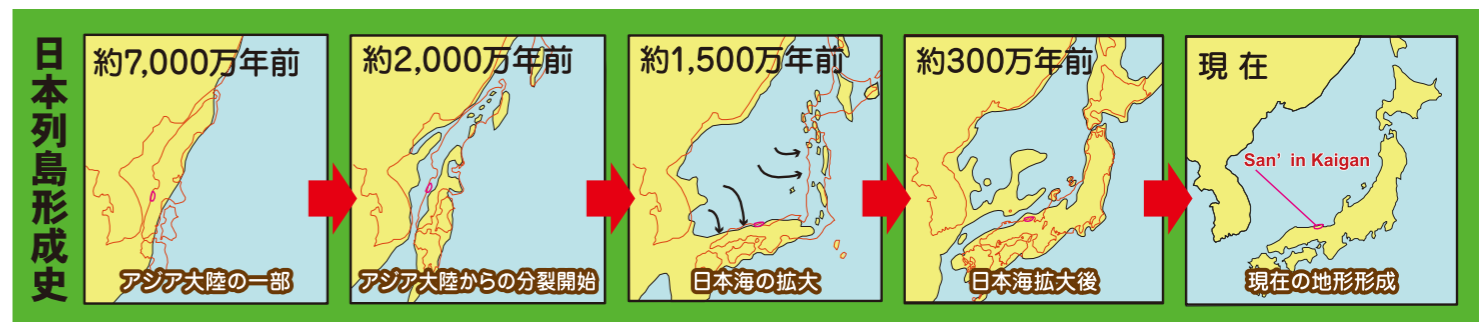 日本列島形成史
約7,000万年前
アジア大陸の一部
約2,000万年前
アジア大陸からの分裂開始
約1,500万年前
日本海の拡大
約300万年前
日本海拡大後
現在
San' in Kaigan
現在の地形形成